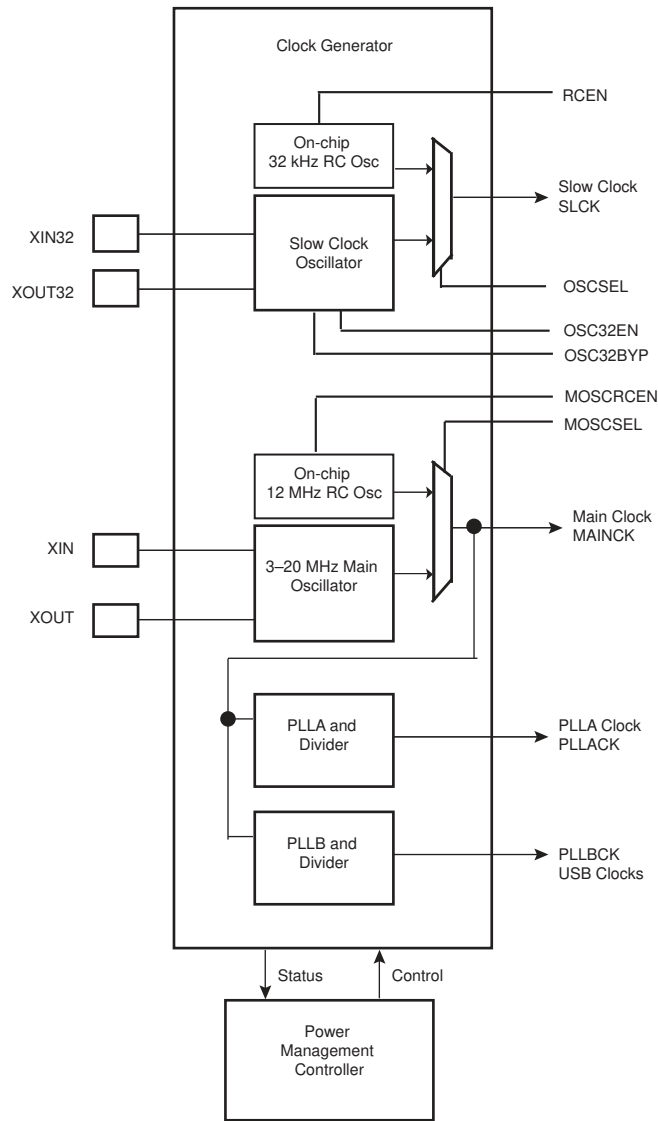 Clock Generator
RCEN
On-chip
32 kHz RC Osc
Slow Clock
SLCK
XIN32
Slow Clock
Oscillator
XOUT32
OSCSEL
OSC32EN
OSC32BYP
MOSCRCEN
MOSCSEL
On-chip
12 MHz RC Osc
Main Clock
MAINCK
XIN
3–20 MHz Main
Oscillator
XOUT
PLLA and
Divider
PLLA Clock
PLLACK
PLLB and
Divider
PLLBCK
USB Clocks
Status
Control
Power
Management
Controller